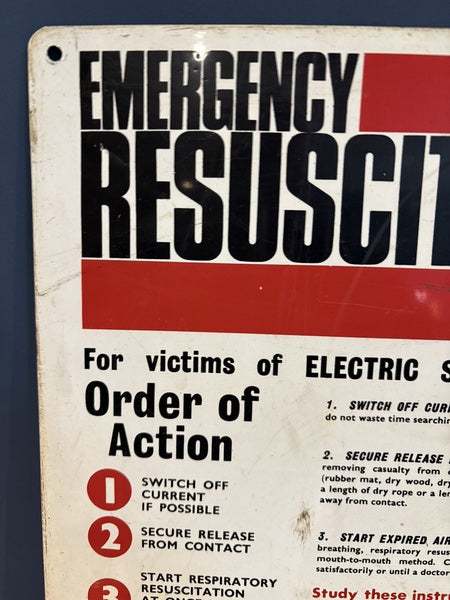 EMERGENCY
RESUSCIT
For victims of ELECTRIC S
Order of
Action
1 SWITCH OFF
CURRENT
IF POSSIBLE
2 SECURE RELEASE
FROM CONTACT
3 START RESPIRATORY
RESUSCITATION
AT ONCE
1. SWITCH OFF CUR
do not waste time searchin
2. SECURE RELEASE
removing casualty from
(rubber mat, dry wood, dry
a length of dry rope or a le
away from contact.
3. START EXPIRED AIR
breathing, respiratory resus
mouth-to-mouth method. C
satisfactorily or until a doctor
Study these instru